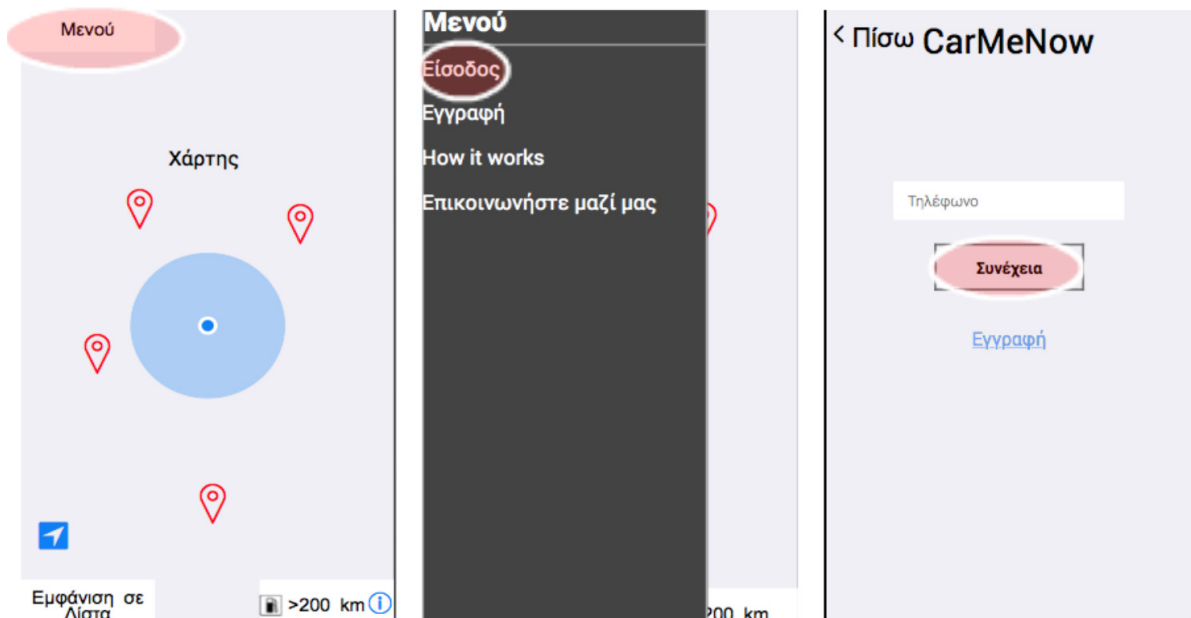 Μενού
Χάρτης
Εμφάνιση σε
Λίστα
>200 km
Μενού
Είσοδος
Εγγραφή
How it works
Επικοινωνήστε μαζί μας
200 km
< Πίσω CarMeNow
Τηλέφωνο
Συνέχεια
Εγγραφή